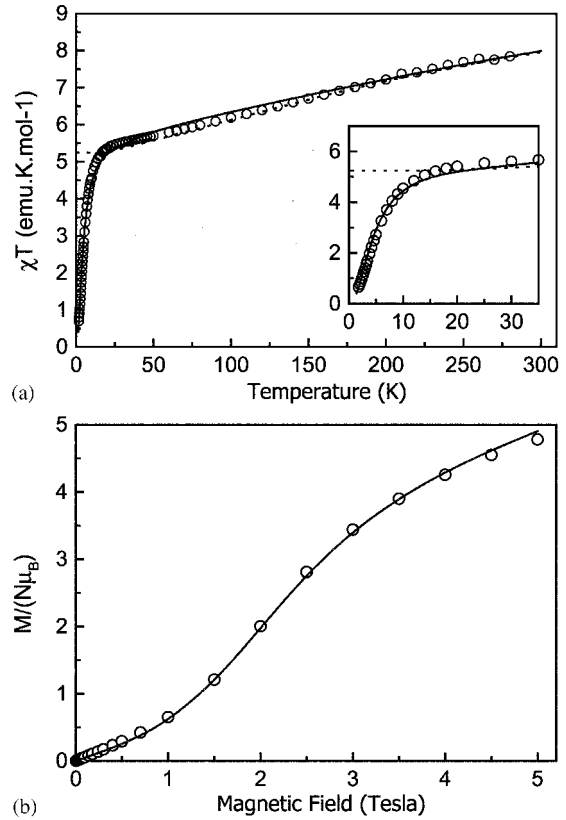 9
8
7
6
5
4
3
2
1
0
χT (emu.K.mol-1)
6
4
2
0
0 10 20 30
0 50 100 150 200 250 300
Temperature (K)
(a)
5
4
3
2
1
0
M/(Nμ_B)
0 1 2 3 4 5
Magnetic Field (Tesla)
(b)